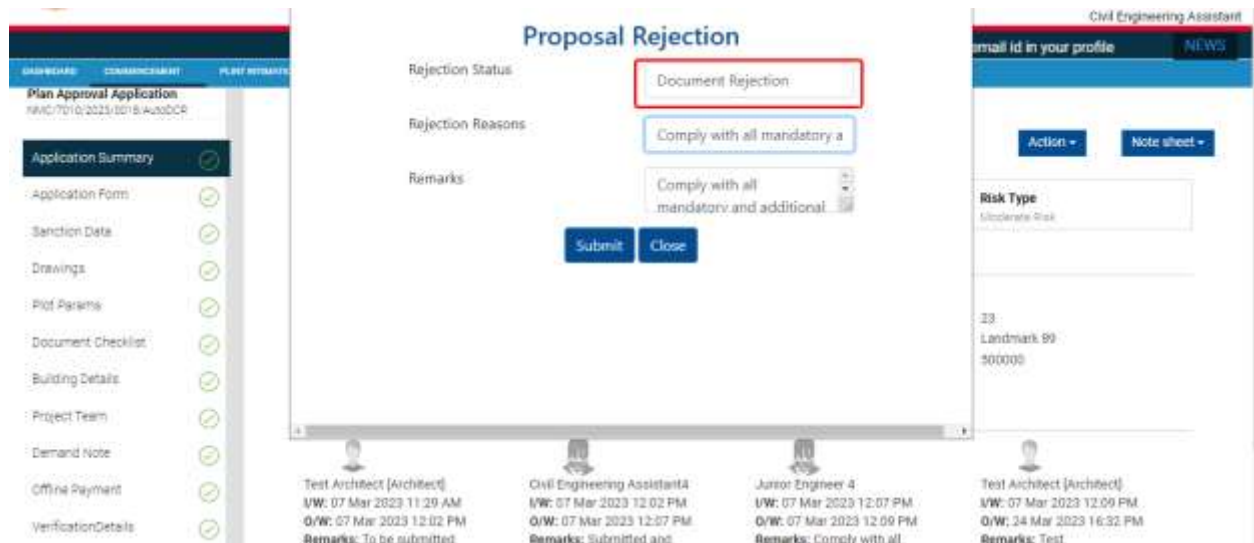 Civil Engineering Assistant
email id in your profile
NEWS
DASHBOARD COMMENCEMENT
Plan Approval Application
Proposal Rejection
Rejection Status
Document Rejection
Rejection Reasons
Comply with all mandatory a
Remarks
Comply with all
mandatory and additional
Submit Close
Action
Note sheet
Risk Type
Moderate Risk
23
Landmark 99
500000
Application Summary
Application Form
Sanction Data
Drawings
Plot Params
Document Checklist
Building Details
Project Team
Demand Note
Offline Payment
VerificationDetails
Test Architect [Architect]
I/W: 07 Mar 2023 11:29 AM
O/W: 07 Mar 2023 12:02 PM
Remarks: To be submitted
Civil Engineering Assistant4
I/W: 07 Mar 2023 12:02 PM
O/W: 07 Mar 2023 12:07 PM
Remarks: Submitted and
Junior Engineer 4
I/W: 07 Mar 2023 12:07 PM
O/W: 07 Mar 2023 12:09 PM
Remarks: Comply with all
Test Architect [Architect]
I/W: 07 Mar 2023 12:09 PM
O/W: 24 Mar 2023 16:32 PM
Remarks: Test